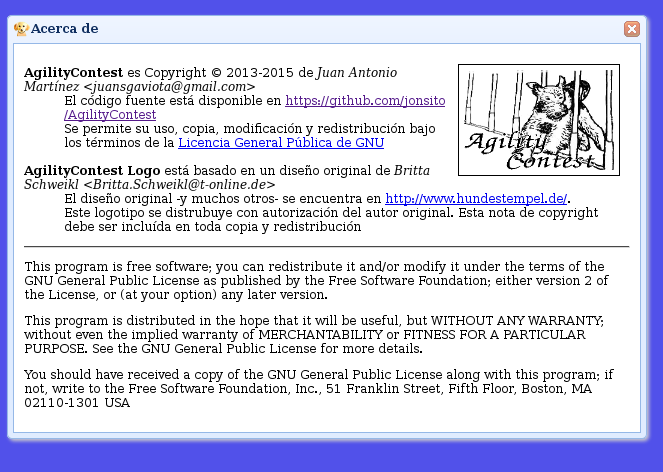 Acerca de
AgilityContest es Copyright © 2013-2015 de Juan Antonio
Martínez <juansgaviota@gmail.com>
El código fuente está disponible en https://github.com/jonsito
/AgilityContest
Se permite su uso, copia, modificación y redistribución bajo
los términos de la Licencia General Pública de GNU
Agility
Contest
AgilityContest Logo está basado en un diseño original de Britta
Schweikl <Britta.Schweikl@t-online.de>
El diseño original -y muchos otros- se encuentra en http://www.hundestempel.de/.
Este logotipo se distrubuye con autorización del autor original. Esta nota de copyright
debe ser incluída en toda copia y redistribución
This program is free software; you can redistribute it and/or modify it under the terms of the
GNU General Public License as published by the Free Software Foundation; either version 2 of
the License, or (at your option) any later version.
This program is distributed in the hope that it will be useful, but WITHOUT ANY WARRANTY;
without even the implied warranty of MERCHANTABILITY or FITNESS FOR A PARTICULAR
PURPOSE. See the GNU General Public License for more details.
You should have received a copy of the GNU General Public License along with this program; if
not, write to the Free Software Foundation, Inc., 51 Franklin Street, Fifth Floor, Boston, MA
02110-1301 USA